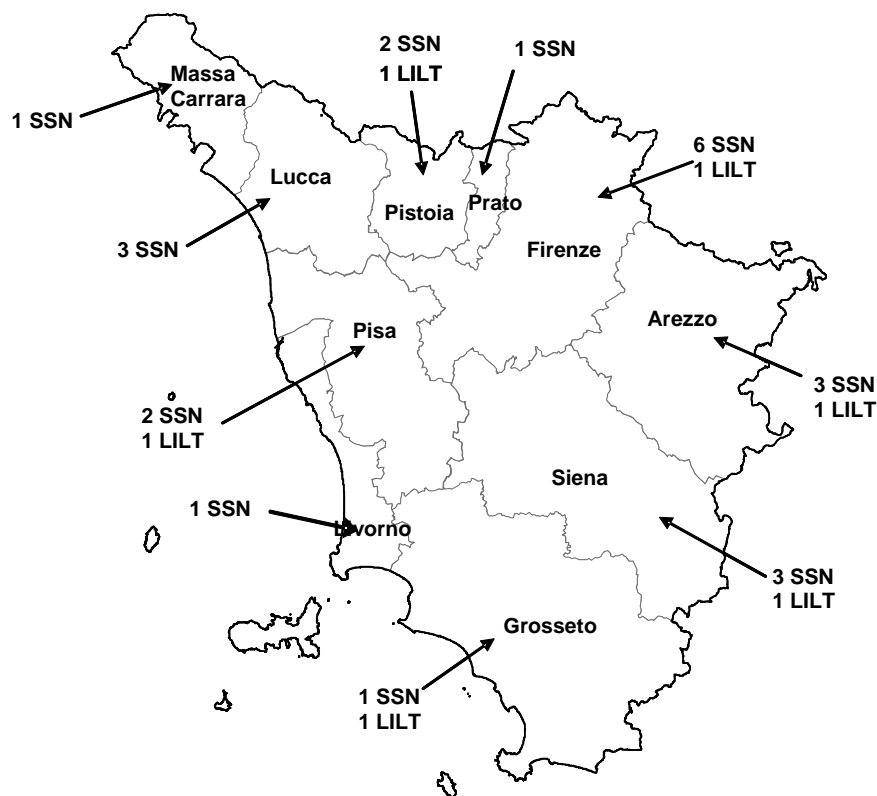 2 SSN
1 LILT
1 SSN
Massa
Carrara
1 SSN
6 SSN
1 LILT
Lucca
Pistoia
Prato
3 SSN
Firenze
Arezzo
Pisa
3 SSN
1 LILT
2 SSN
1 LILT
Siena
1 SSN
Livorno
3 SSN
1 LILT
Grosseto
1 SSN
1 LILT